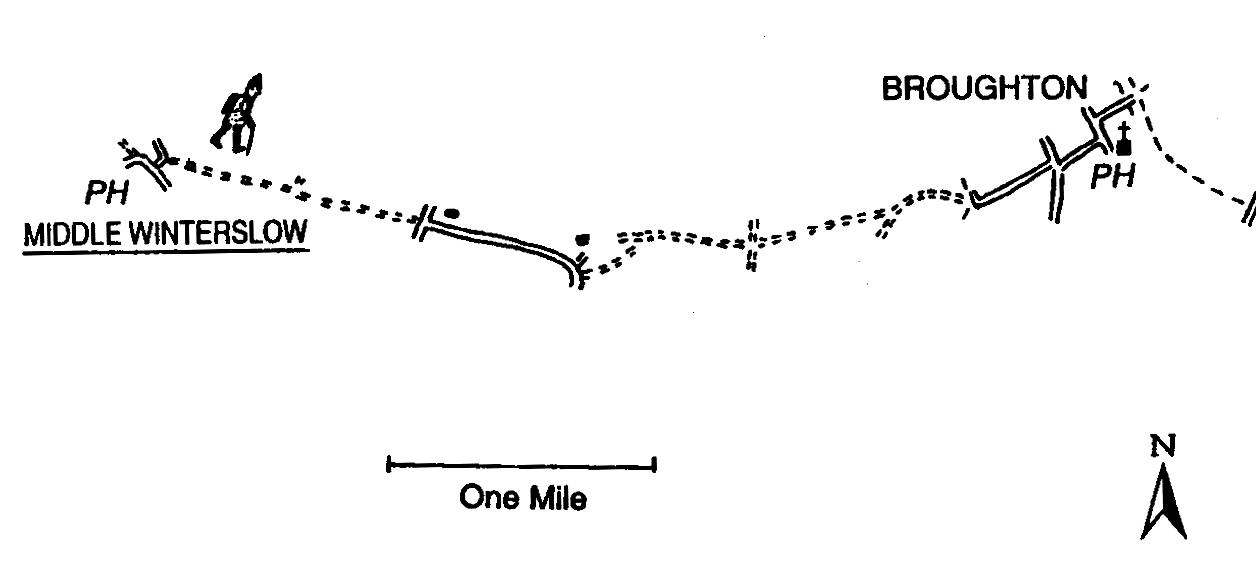 BROUGHTON
PH
PH
MIDDLE WINTERSLOW
One Mile
N